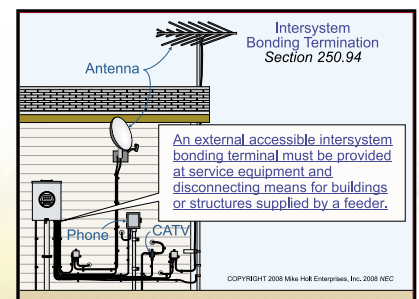 Intersystem
Bonding Termination
Section 250.94
Antenna
An external accessible intersystem
bonding terminal must be provided
at service equipment and
disconnecting means for buildings
or structures supplied by a feeder.
Phone
CATV
COPYRIGHT 2008 Mike Holt Enterprises, Inc. 2008 NEC